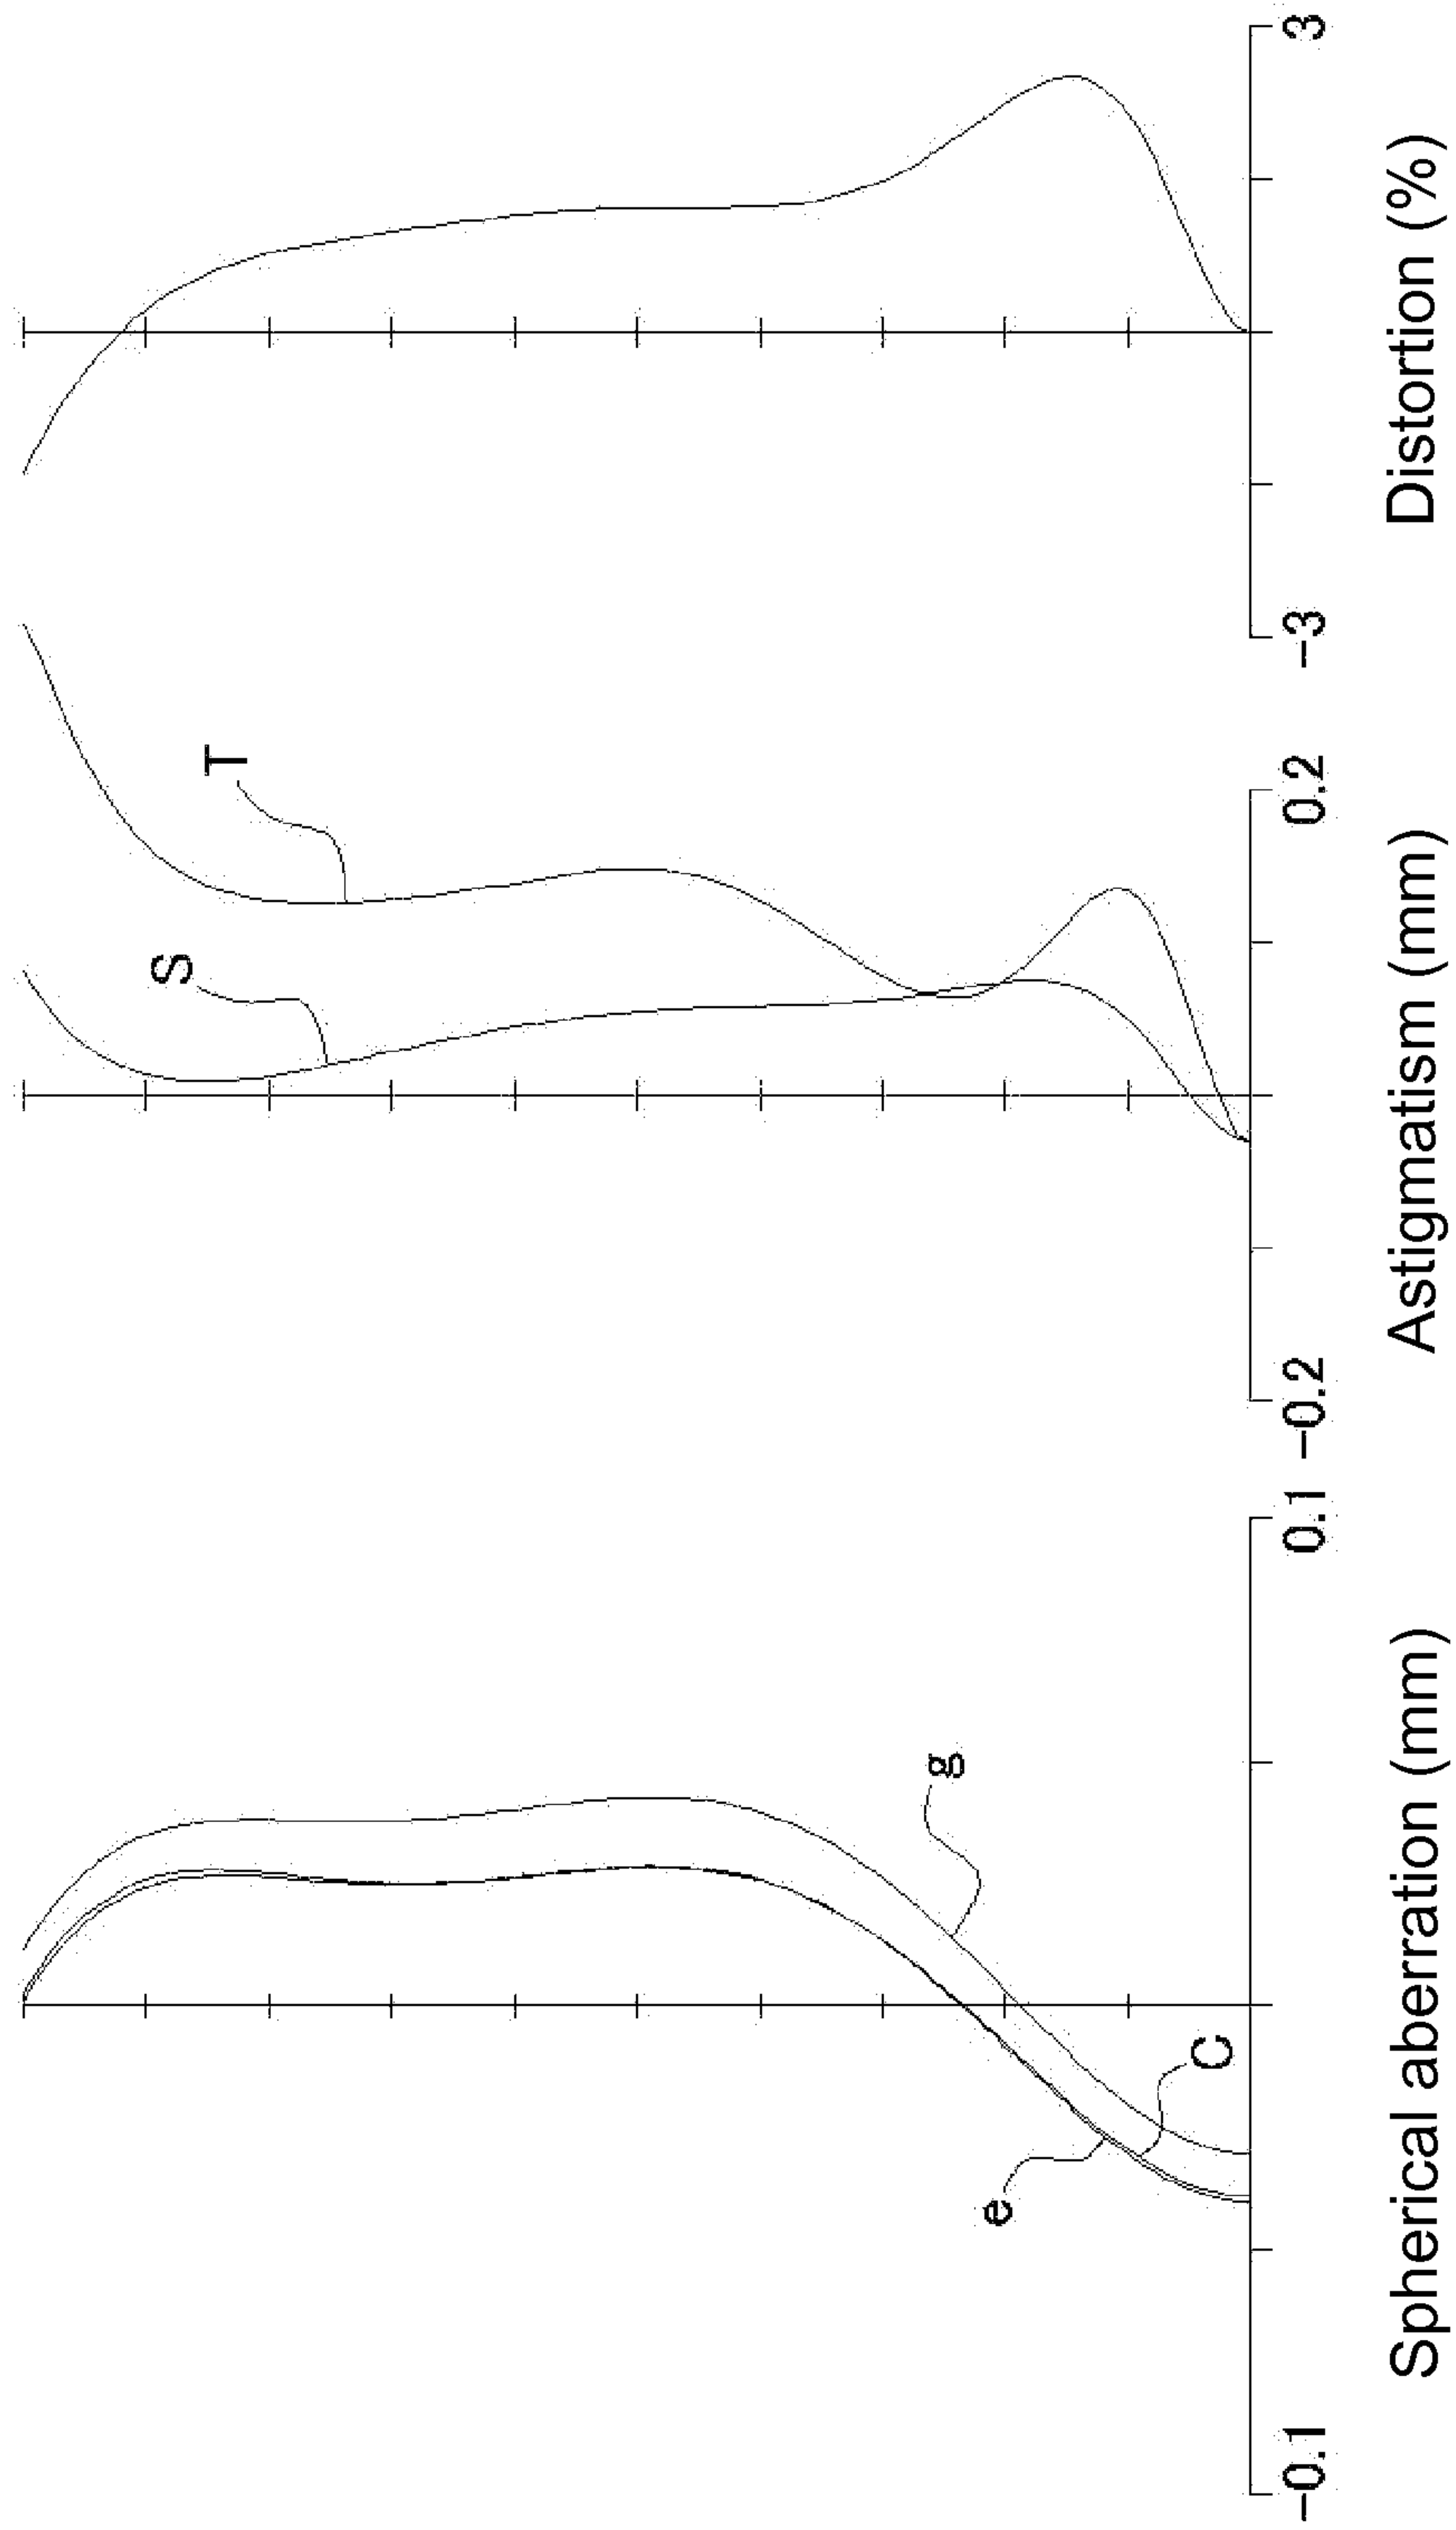 g
e
C
-0.1
0.1
Spherical aberration (mm)
S
T
-0.2
0.2
Astigmatism (mm)
-3
3
Distortion (%)